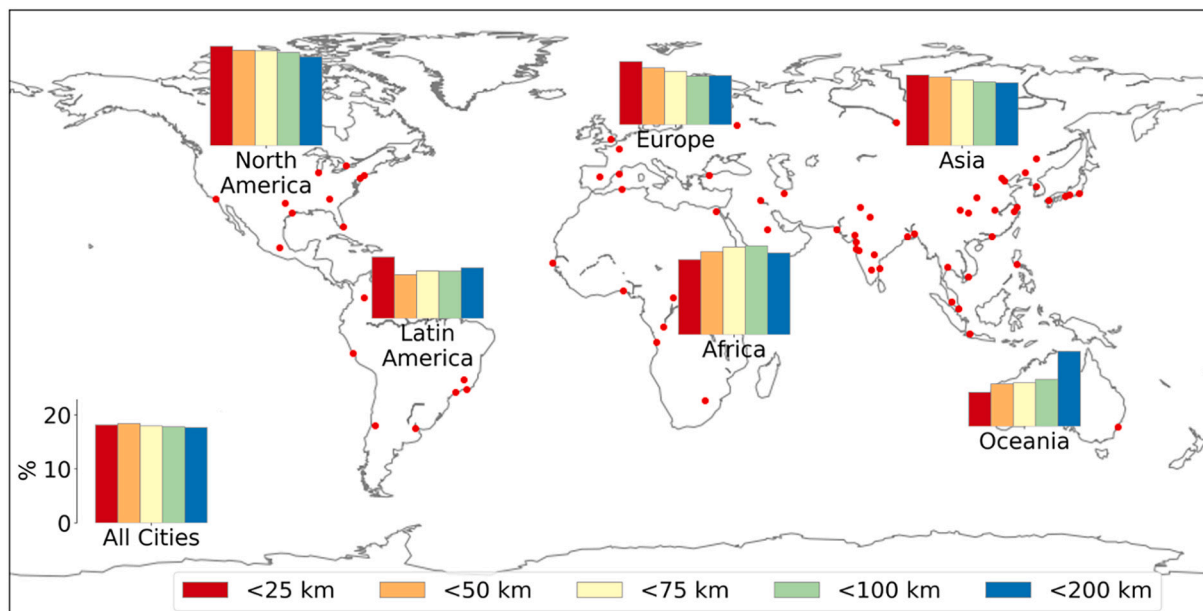 Europe
Asia
North
America
Latin
America
Africa
Oceania
20
10
0
%
All Cities
<25 km
<50 km
<75 km
<100 km
<200 km